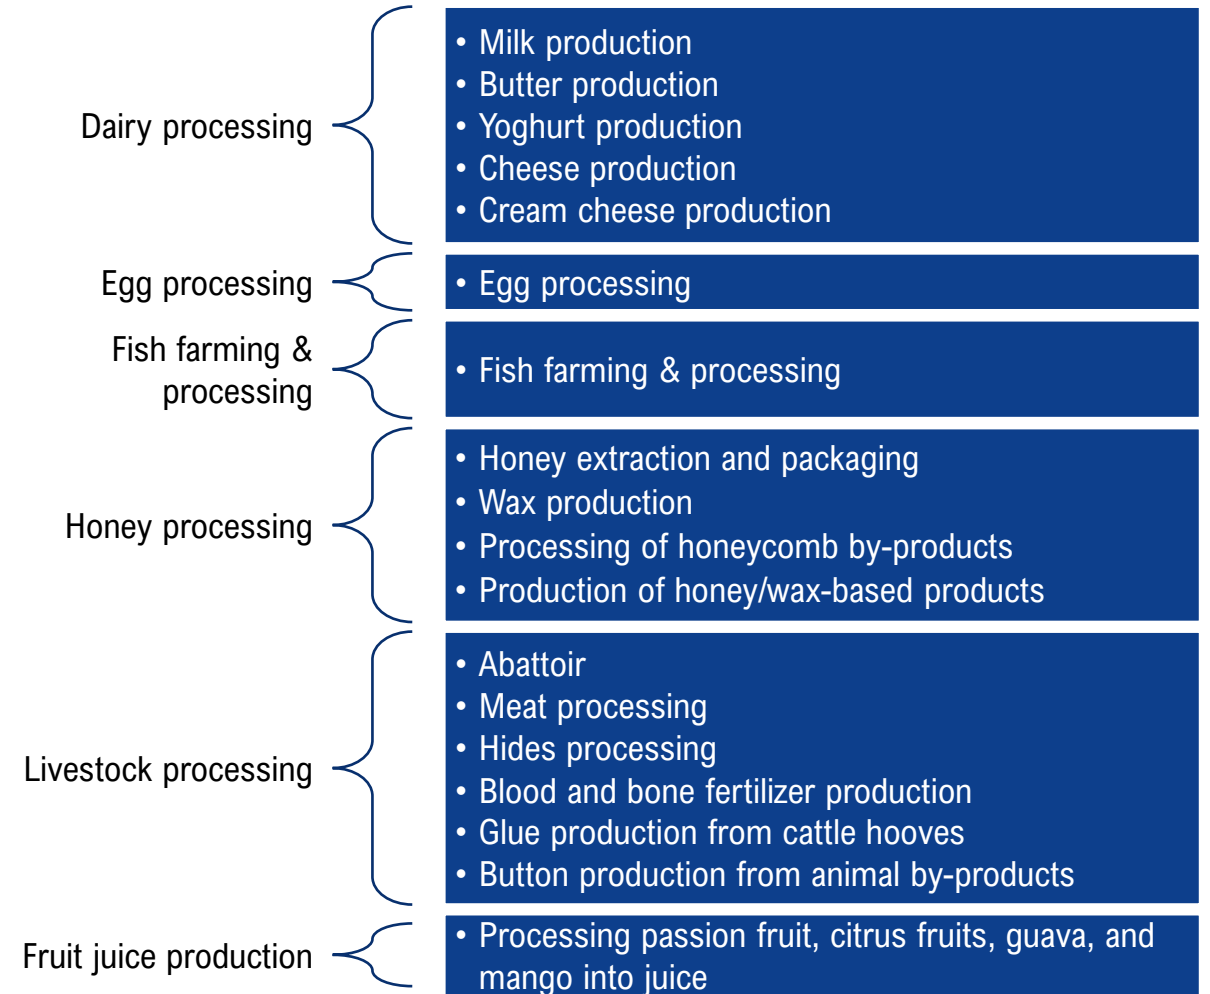 Dairy processing
• Milk production
• Butter production
• Yoghurt production
• Cheese production
• Cream cheese production
Egg processing
• Egg processing
Fish farming &
processing
• Fish farming & processing
Honey processing
• Honey extraction and packaging
• Wax production
• Processing of honeycomb by-products
• Production of honey/wax-based products
Livestock processing
• Abattoir
• Meat processing
• Hides processing
• Blood and bone fertilizer production
• Glue production from cattle hooves
• Button production from animal by-products
Fruit juice production
• Processing passion fruit, citrus fruits, guava, and
mango into juice